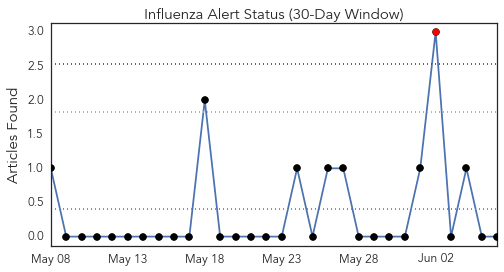 Influenza Alert Status (30-Day Window)
Articles Found
3.0
2.5
2.0
1.5
1.0
0.5
0.0
May 08
May 13
May 18
May 23
May 28
Jun 02